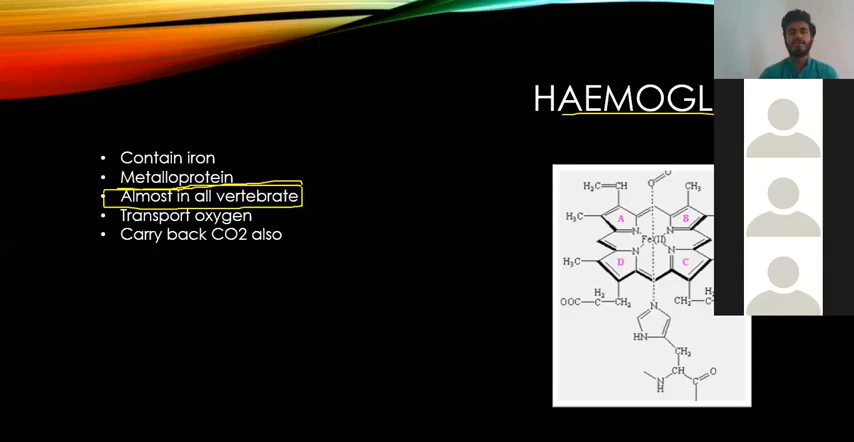 HAEMOGL
Contain iron
Metalloprotein
Almost in all vertebrate
Transport oxygen
Carry back CO2 also
H₂C
CH
O
O
CH₃
A
B
H₃C
N
N
Fe(II)
N
N
H₃C
D
C
OOC
C
H₂
CH₂
CH₂
C
H
N
HN
CH₂
CH
N
H
C
O